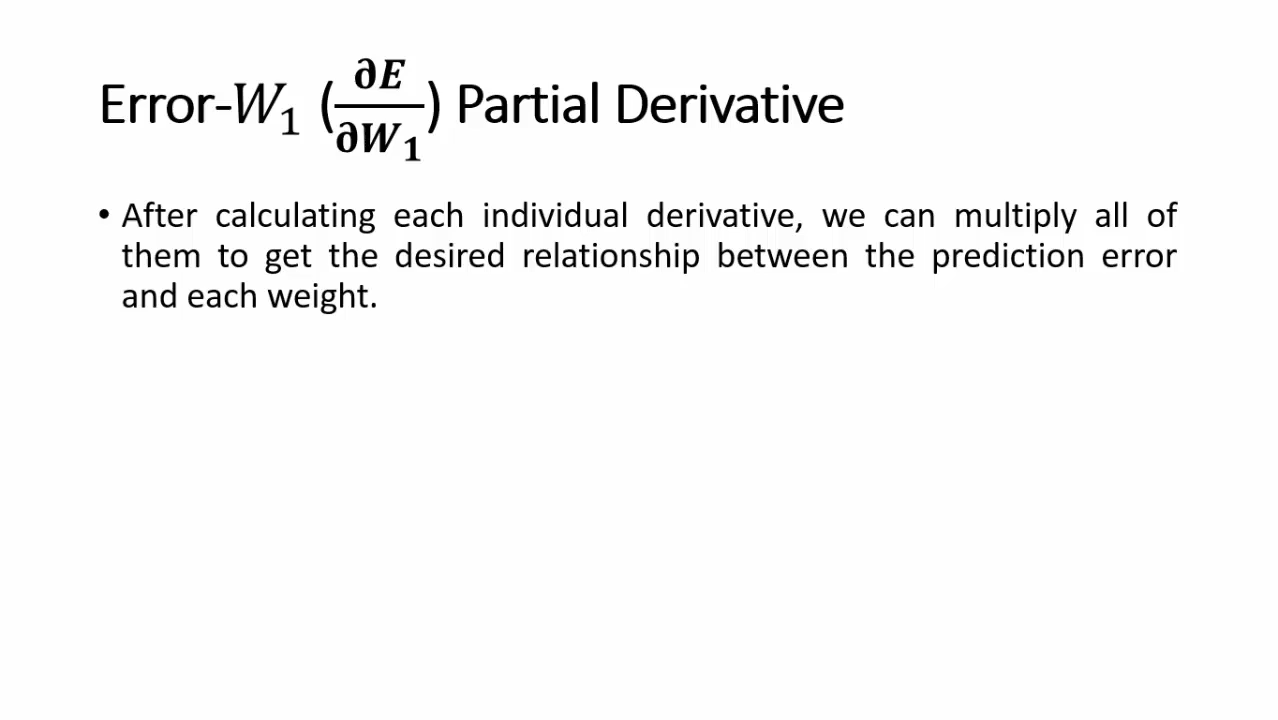 Error-W₁ (∂E/∂W₁) Partial Derivative
• After calculating each individual derivative, we can multiply all of
them to get the desired relationship between the prediction error
and each weight.